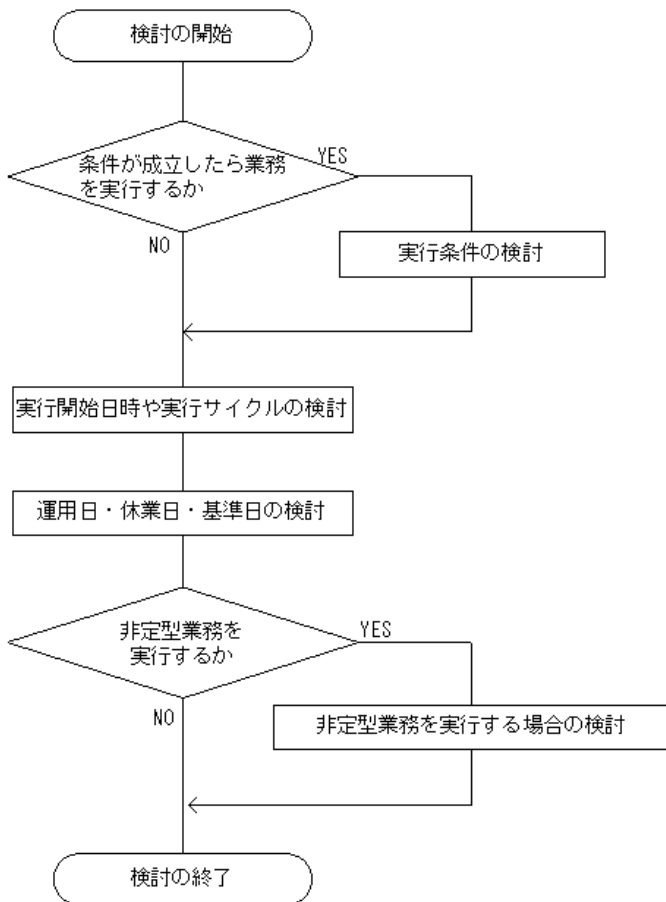 検討の開始
条件が成立したら業務
を実行するか
YES
NO
実行条件の検討
実行開始日時や実行サイクルの検討
運用日・休業日・基準日の検討
非定型業務を
実行するか
YES
NO
非定型業務を実行する場合の検討
検討の終了